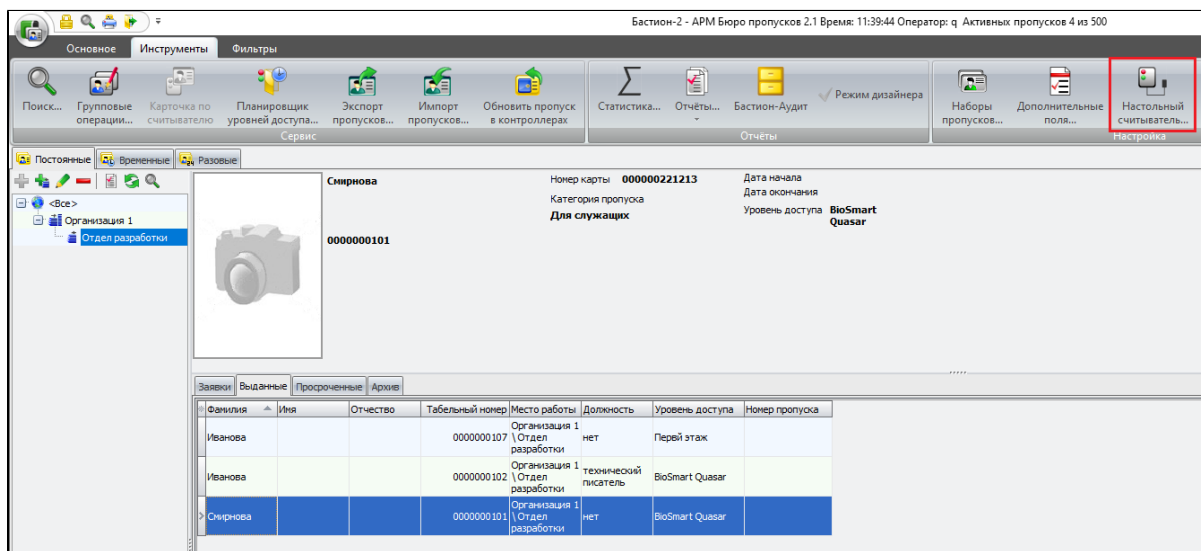 Бастион-2 - АРМ Бюро пропусков 2.1 Время: 11:39:44 Оператор: q Активных пропусков 4 из 500
Основное Инструменты Фильтры
Поиск... Групповые операции... Карточка по считывателю Планировщик уровней доступа... Экспорт пропусков... Импорт пропусков... Обновить пропуск в контроллерах
Сервис
Статистика... Отчёты... Бастион-Аудит Режим дизайнера
Отчёты
Наборы пропусков... Дополнительные поля... Настольный считыватель...
Настройка
Постоянные Временные Разовые
<Все>
Организация 1
Отдел разработки
Смирнова
0000000101
Номер карты 000000221213
Категория пропуска
Для служащих
Дата начала
Дата окончания
Уровень доступа BioSmart
Quasar
Заявки Выданные Просроченные Архив
Фамилия Имя Отчество Табельный номер Место работы Должность Уровень доступа Номер пропуска
Иванова 0000000107 Организация 1 \ Отдел разработки нет Первй этаж
Иванова 0000000102 Организация 1 \ Отдел разработки технический писатель BioSmart Quasar
Смирнова 0000000101 Организация 1 \ Отдел разработки нет BioSmart Quasar